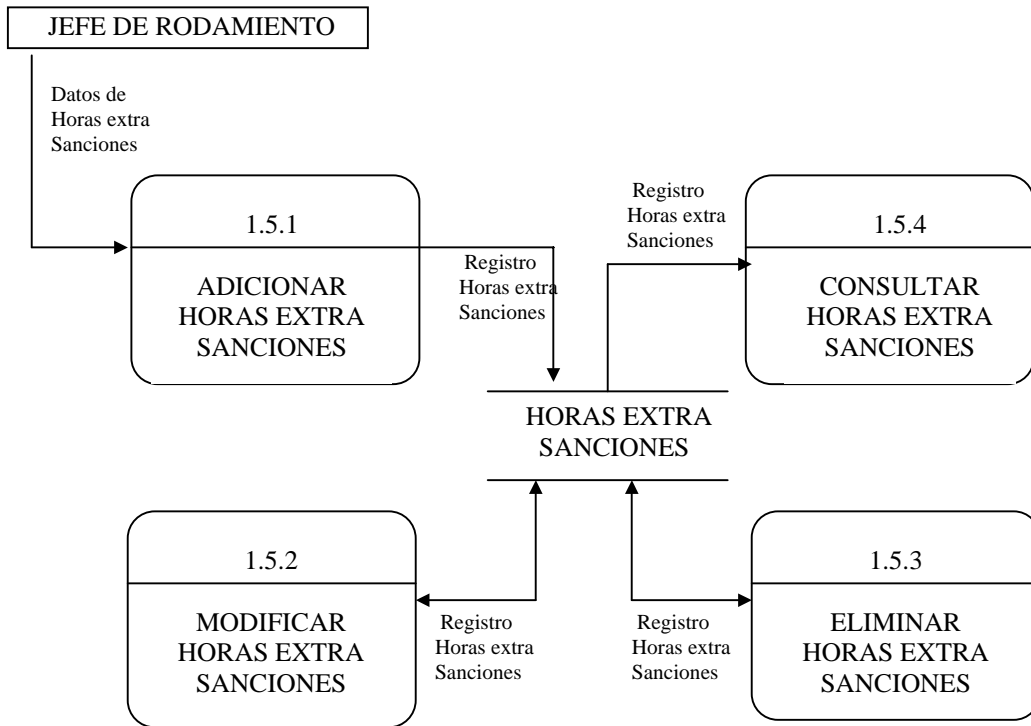 JEFE DE RODAMIENTO
Datos de
Horas extra
Sanciones
1.5.1
ADICIONAR
HORAS EXTRA
SANCIONES
Registro
Horas extra
Sanciones
Registro
Horas extra
Sanciones
1.5.4
CONSULTAR
HORAS EXTRA
SANCIONES
HORAS EXTRA
SANCIONES
1.5.2
MODIFICAR
HORAS EXTRA
SANCIONES
Registro
Horas extra
Sanciones
Registro
Horas extra
Sanciones
1.5.3
ELIMINAR
HORAS EXTRA
SANCIONES